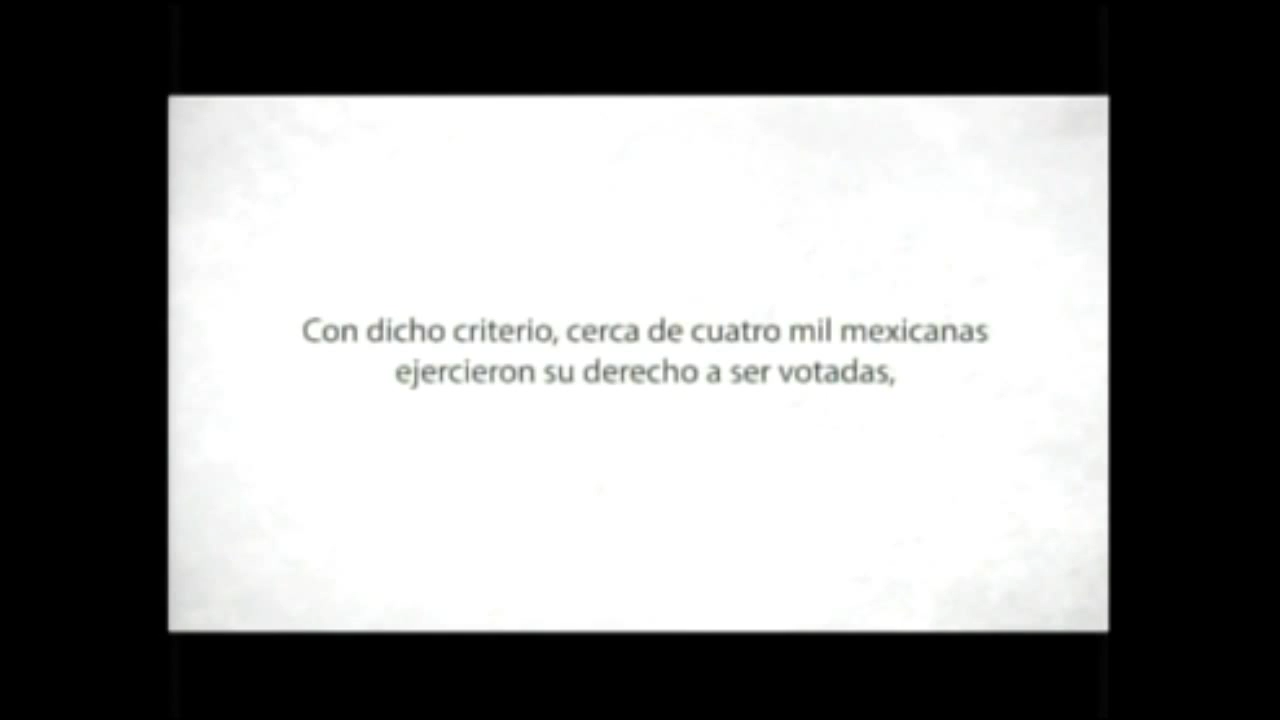 Con dicho criterio, cerca de cuatro mil mexicanas
ejercieron su derecho a ser votadas,